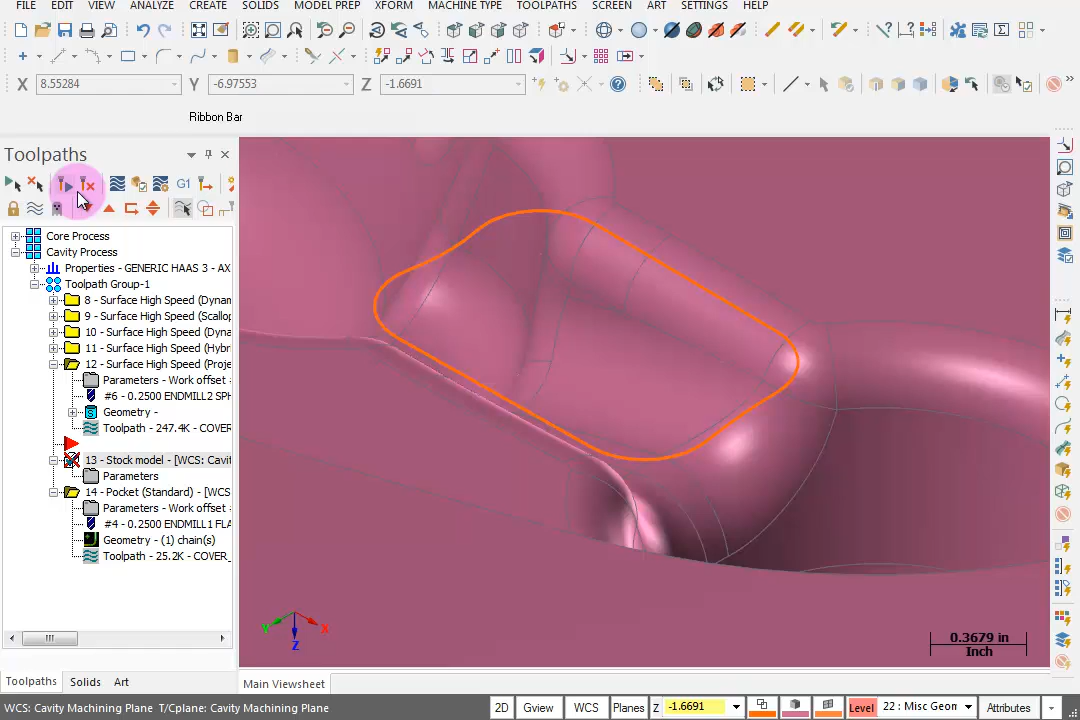 FILE EDIT VIEW ANALYZE CREATE SOLIDS MODEL PREP XFORM MACHINE TYPE TOOLPATHS SCREEN ART SETTINGS HELP
X 8.55284 Y -6.97553 Z -1.6691
Ribbon Bar
Toolpaths
G1
Core Process
Cavity Process
Properties - GENERIC HAAS 3 - AX
Toolpath Group-1
8 - Surface High Speed (Dynan
9 - Surface High Speed (Scallop
10 - Surface High Speed (Dyna
11 - Surface High Speed (Hybri
12 - Surface High Speed (Proje
Parameters - Work offset
#6 - 0.2500 ENDMILL2 SPH
Geometry -
Toolpath - 247.4K - COVER
13 - Stock model - [WCS: Cavit
Parameters
14 - Pocket (Standard) - [WCS
Parameters - Work offset
#4 - 0.2500 ENDMILL1 FLA
Geometry - (1) chain(s)
Toolpath - 25.2K - COVER_
Y X Z
0.3679 in
Inch
Toolpaths Solids Art
Main Viewsheet
WCS: Cavity Machining Plane T/Cplane: Cavity Machining Plane
2D Gview WCS Planes Z -1.6691 Level 22 : Misc Geom Attributes